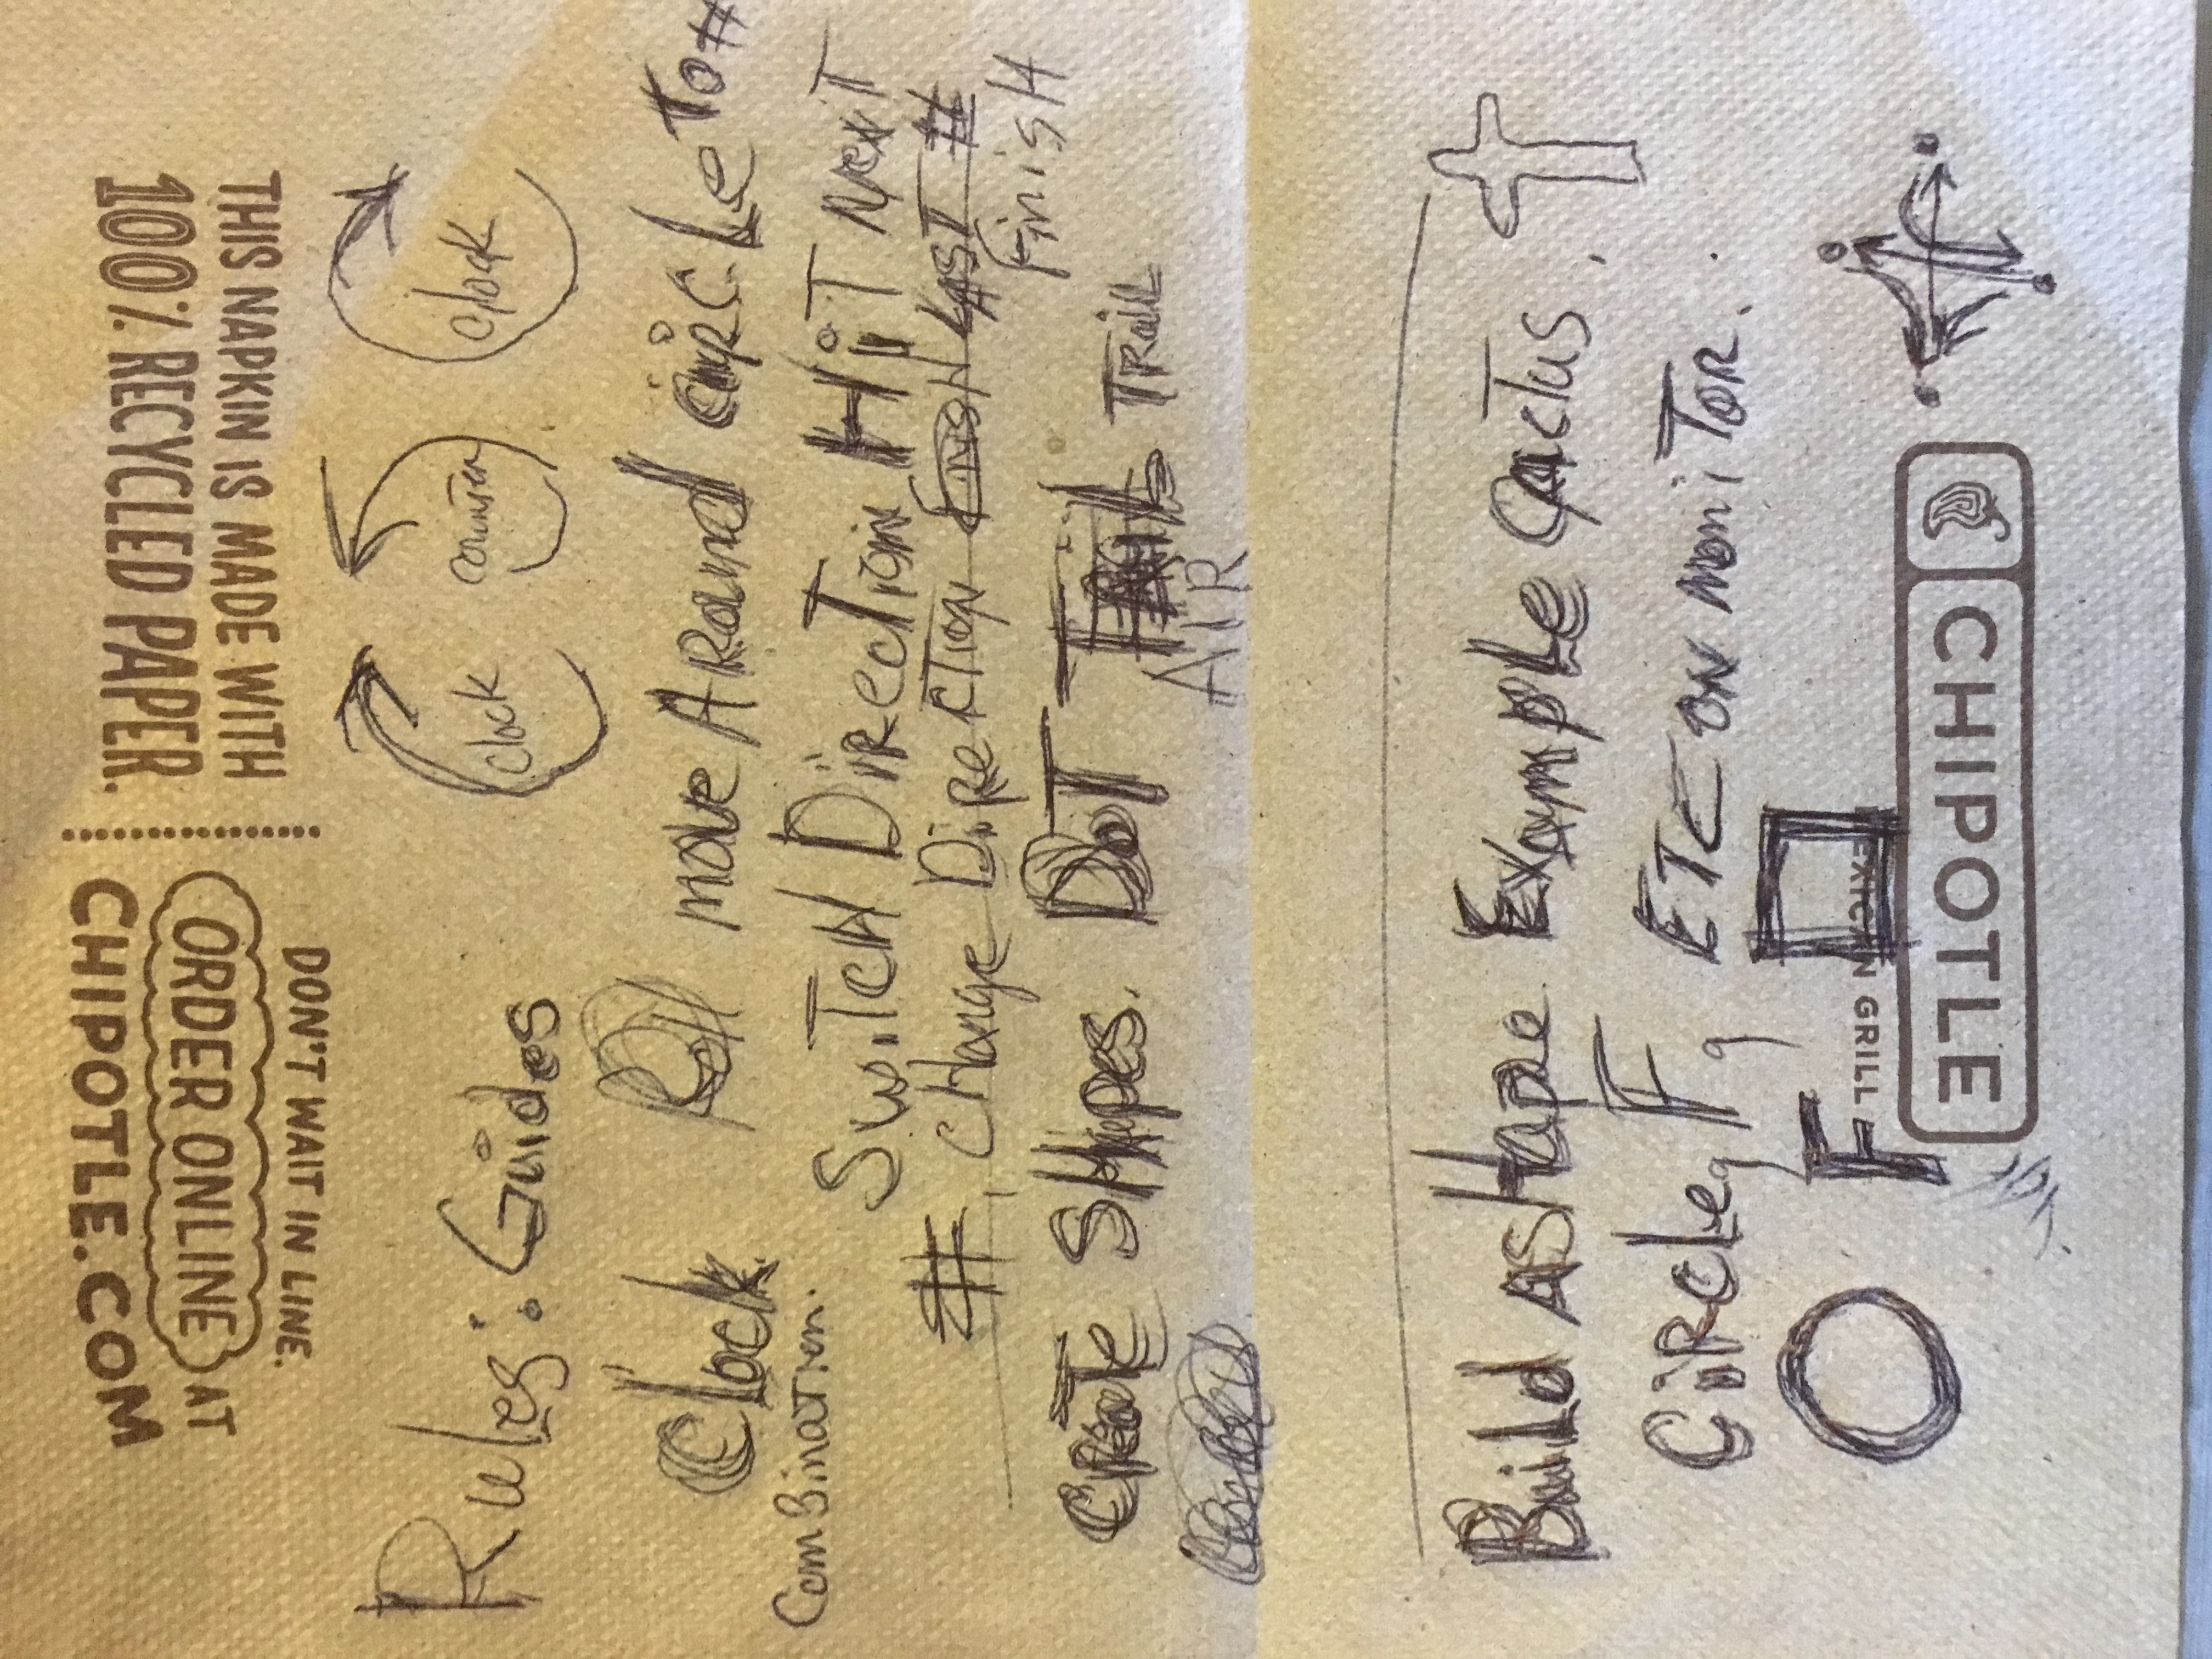 CHIPOTLE.COM
ORDER ONLINE AT
DON'T WAIT IN LINE.
100% RECYCLED PAPER.
THIS NAPKIN IS MADE WITH
Rules: Guides
clock counter clock
Clock Roll move Around circle To #
Combination.
Switch Direction Hit Next
#, change Direction Finish Last #
Finish
Create Shapes. Dot Trail
AIR
Build a Shape Example Cactus,
Circle, F, ETC on monitor.
F
MEXICAN GRILL
CHIPOTLE